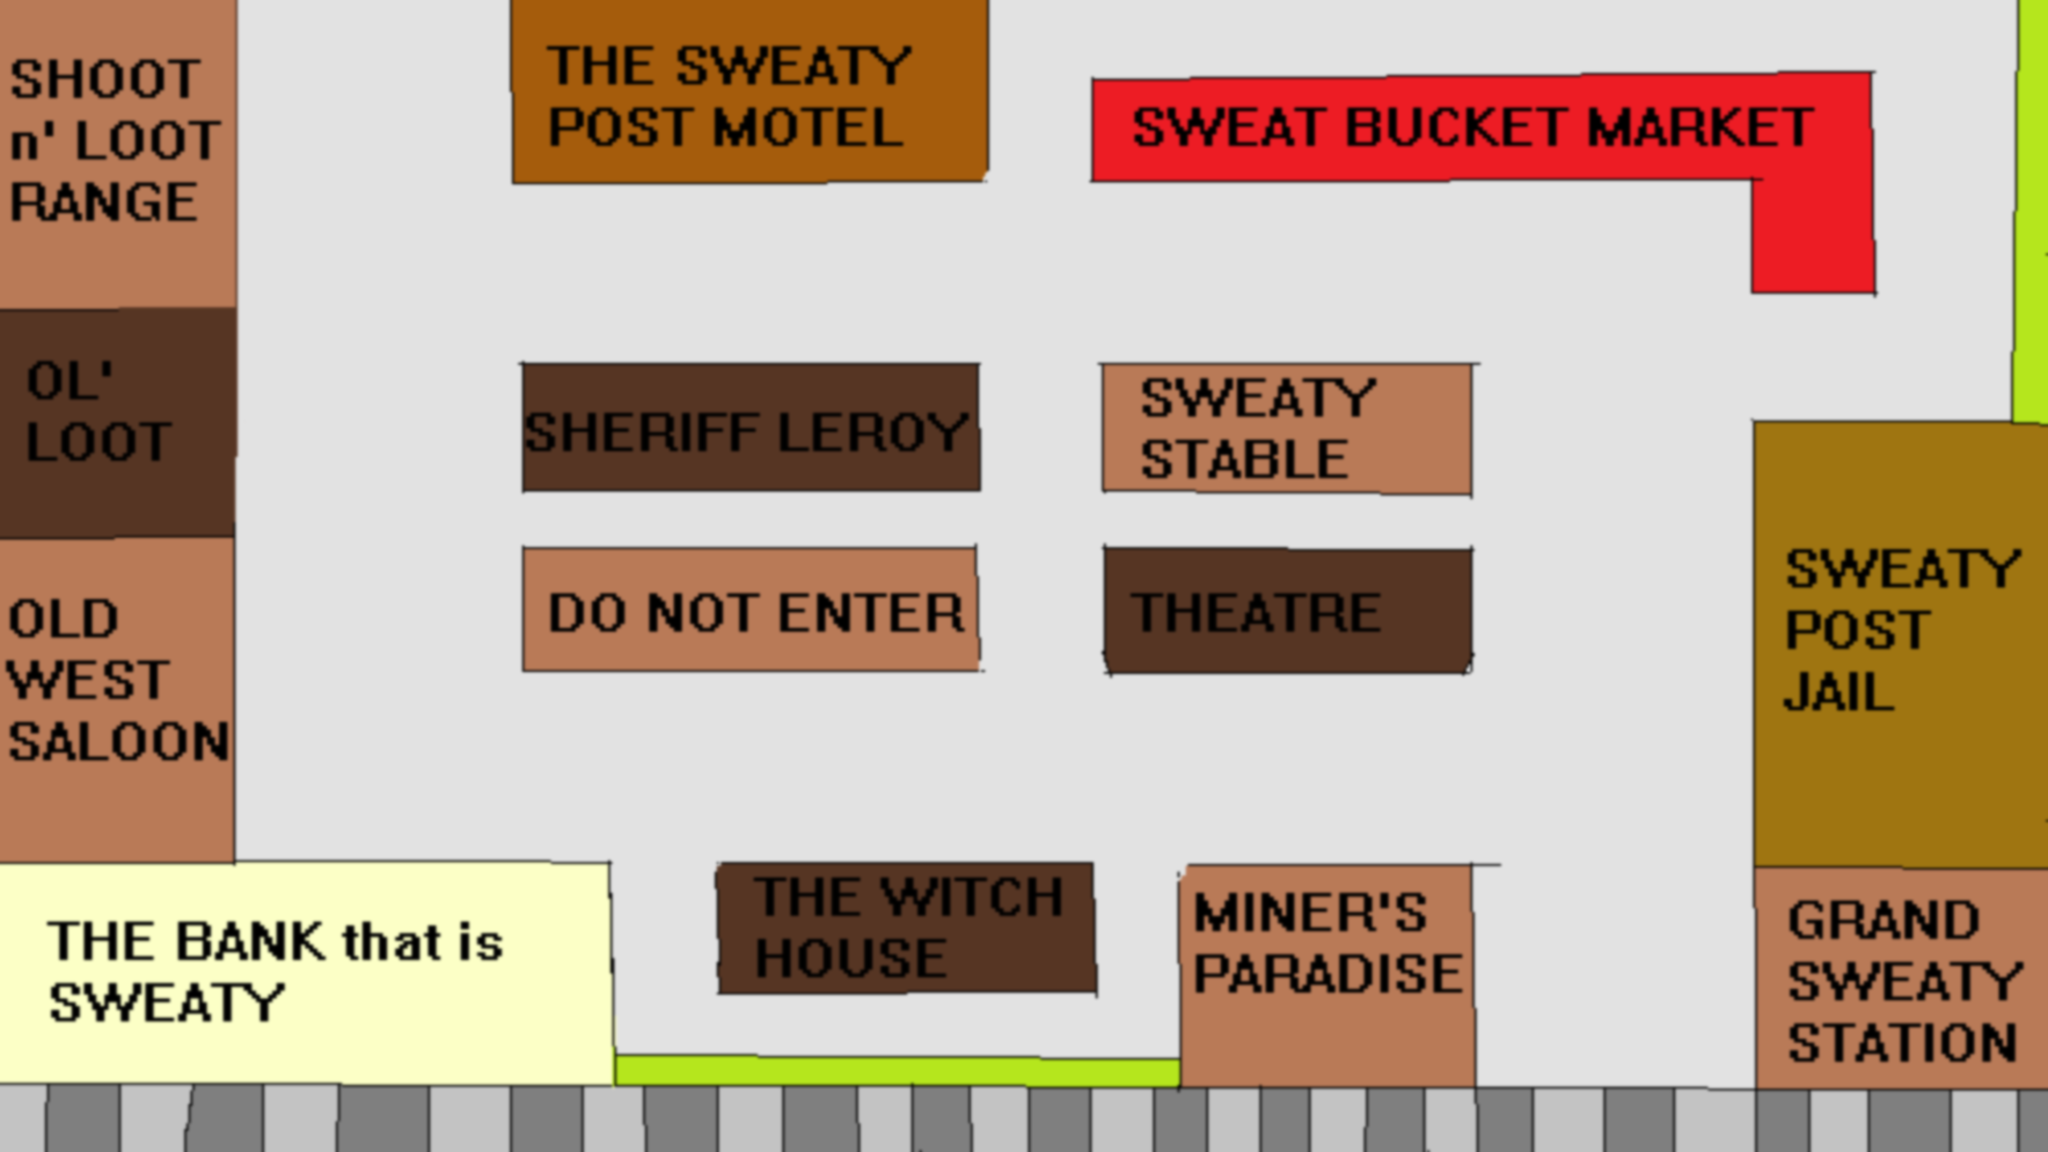 SHOOT
n' LOOT
RANGE
THE SWEATY
POST MOTEL
SWEAT BUCKET MARKET
OL'
LOOT
SHERIFF LEROY
SWEATY
STABLE
OLD
WEST
SALOON
DO NOT ENTER
THEATRE
SWEATY
POST
JAIL
THE BANK that is
SWEATY
THE WITCH
HOUSE
MINER'S
PARADISE
GRAND
SWEATY
STATION